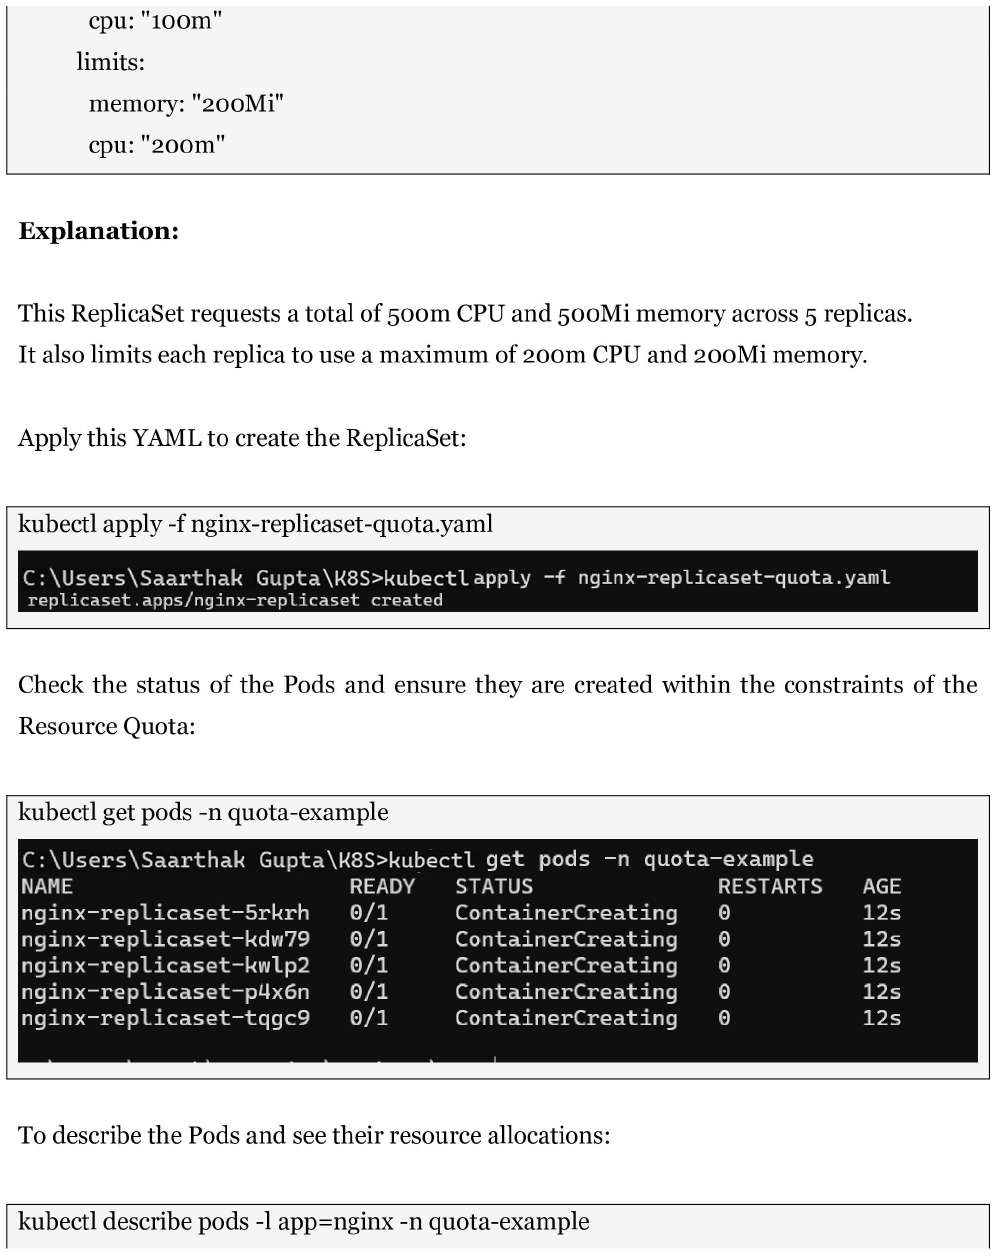 cpu: "100m"
limits:
memory: "200Mi"
cpu: "200m"
Explanation:
This ReplicaSet requests a total of 500m CPU and 500Mi memory across 5 replicas.
It also limits each replica to use a maximum of 200m CPU and 200Mi memory.
Apply this YAML to create the ReplicaSet:
kubectl apply -f nginx-replicaset-quota.yaml
C:\Users\Saarthak Gupta\K8S>kubectl apply -f nginx-replicaset-quota.yaml
replicaset.apps/nginx-replicaset created
Check the status of the Pods and ensure they are created within the constraints of the
Resource Quota:
kubectl get pods -n quota-example
C:\Users\Saarthak Gupta\K8S>kubectl get pods -n quota-example
NAME READY STATUS RESTARTS AGE
nginx-replicaset-5rkrh 0/1 ContainerCreating 0 12s
nginx-replicaset-kdw79 0/1 ContainerCreating 0 12s
nginx-replicaset-kwlp2 0/1 ContainerCreating 0 12s
nginx-replicaset-p4x6n 0/1 ContainerCreating 0 12s
nginx-replicaset-tqgc9 0/1 ContainerCreating 0 12s
To describe the Pods and see their resource allocations:
kubectl describe pods -l app=nginx -n quota-example